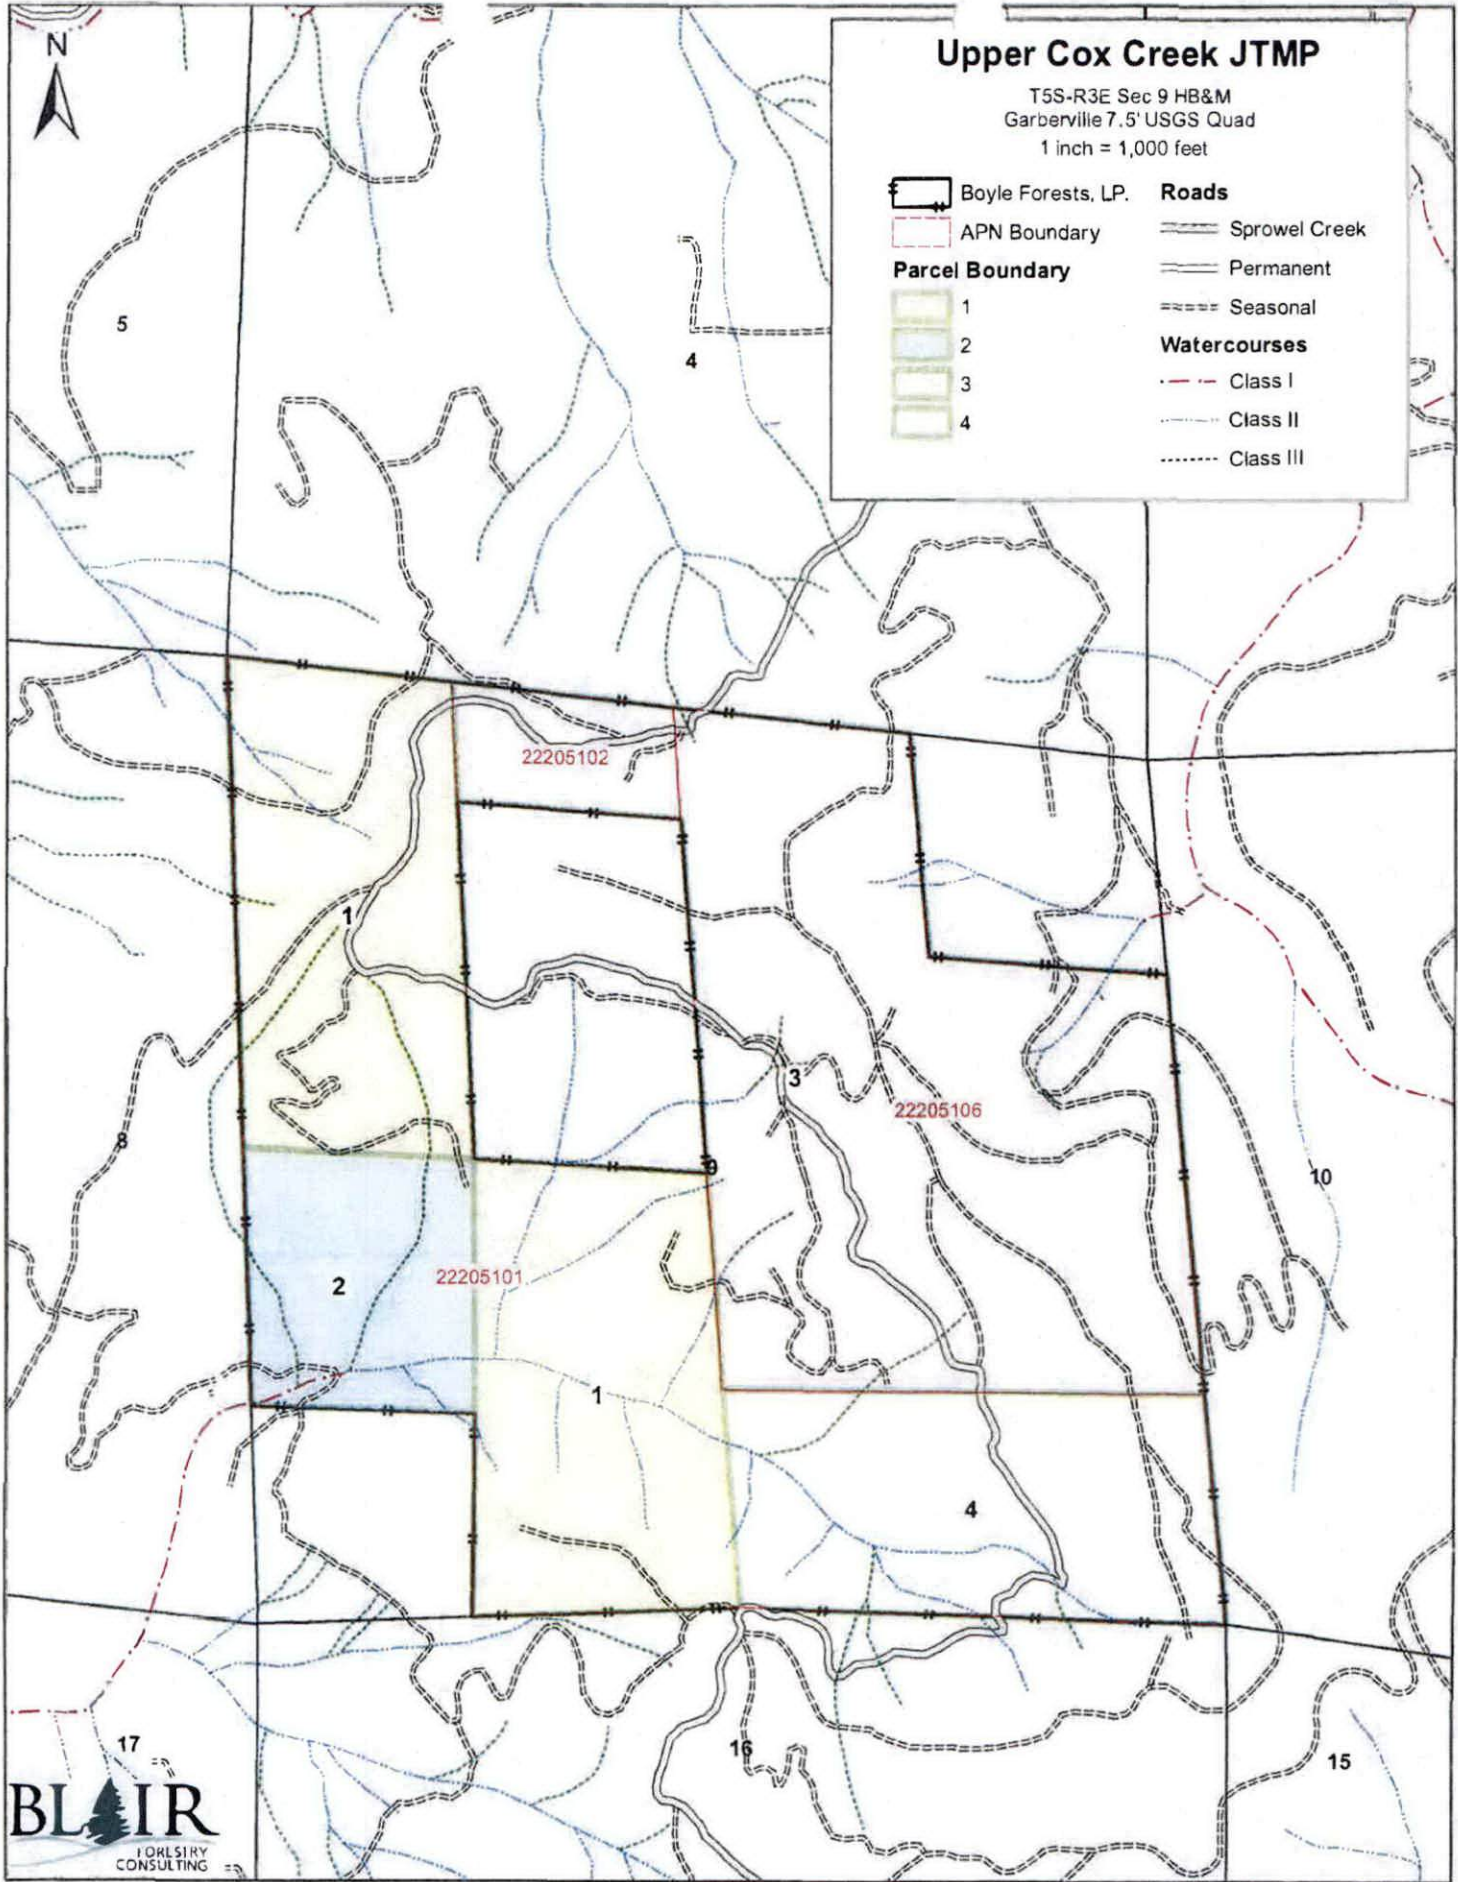 N
Upper Cox Creek JTMP
T5S-R3E Sec 9 HB&M
Garberville 7.5' USGS Quad
1 inch = 1,000 feet
Boyle Forests, LP.
APN Boundary
Parcel Boundary
1
2
3
4
Roads
Sprowel Creek
Permanent
Seasonal
Watercourses
Class I
Class II
Class III
5
4
22205102
1
3
22205106
8
9
10
2
22205101
1
4
17
16
15
BLAIR
FORESTRY
CONSULTING